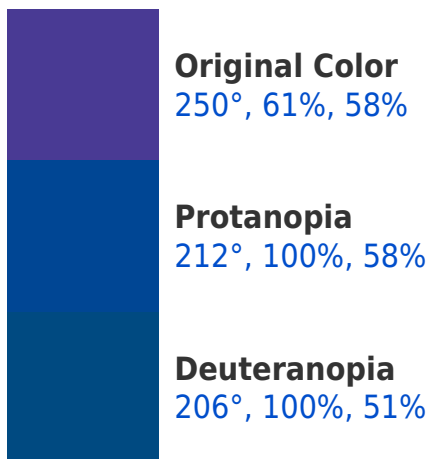 Original Color
250°, 61%, 58%
Protanopia
212°, 100%, 58%
Deuteranopia
206°, 100%, 51%